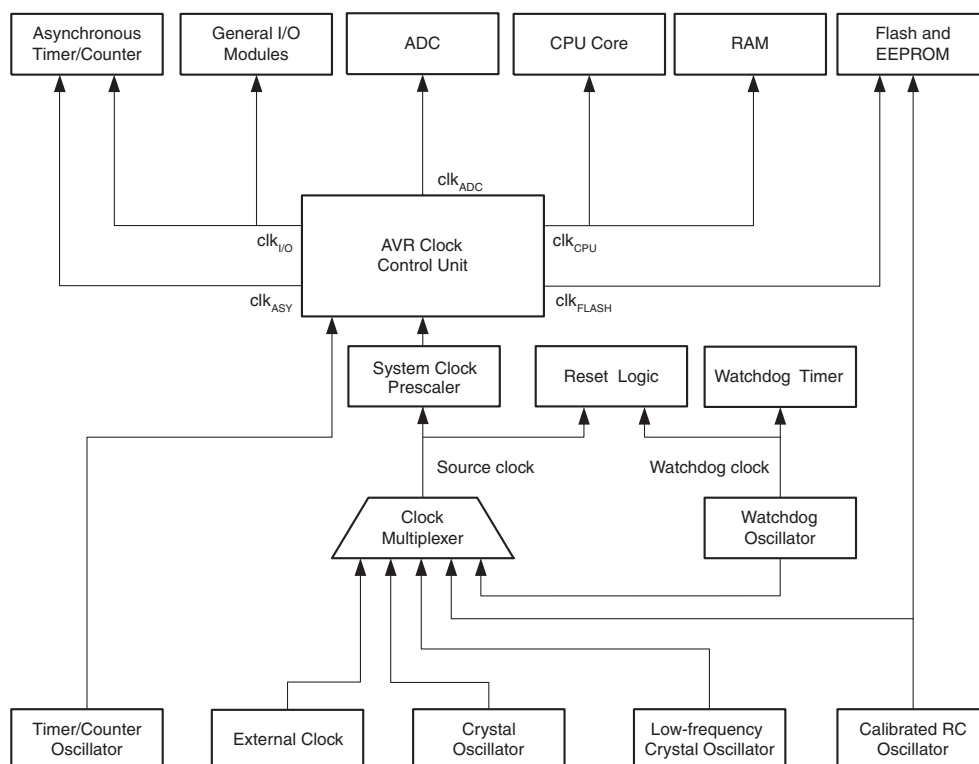 Asynchronous
Timer/Counter
General I/O
Modules
ADC
CPU Core
RAM
Flash and
EEPROM
clkADC
clkI/O
AVR Clock
Control Unit
clkCPU
clkASY
clkFLASH
System Clock
Prescaler
Reset Logic
Watchdog Timer
Source clock
Watchdog clock
Clock
Multiplexer
Watchdog
Oscillator
Timer/Counter
Oscillator
External Clock
Crystal
Oscillator
Low-frequency
Crystal Oscillator
Calibrated RC
Oscillator